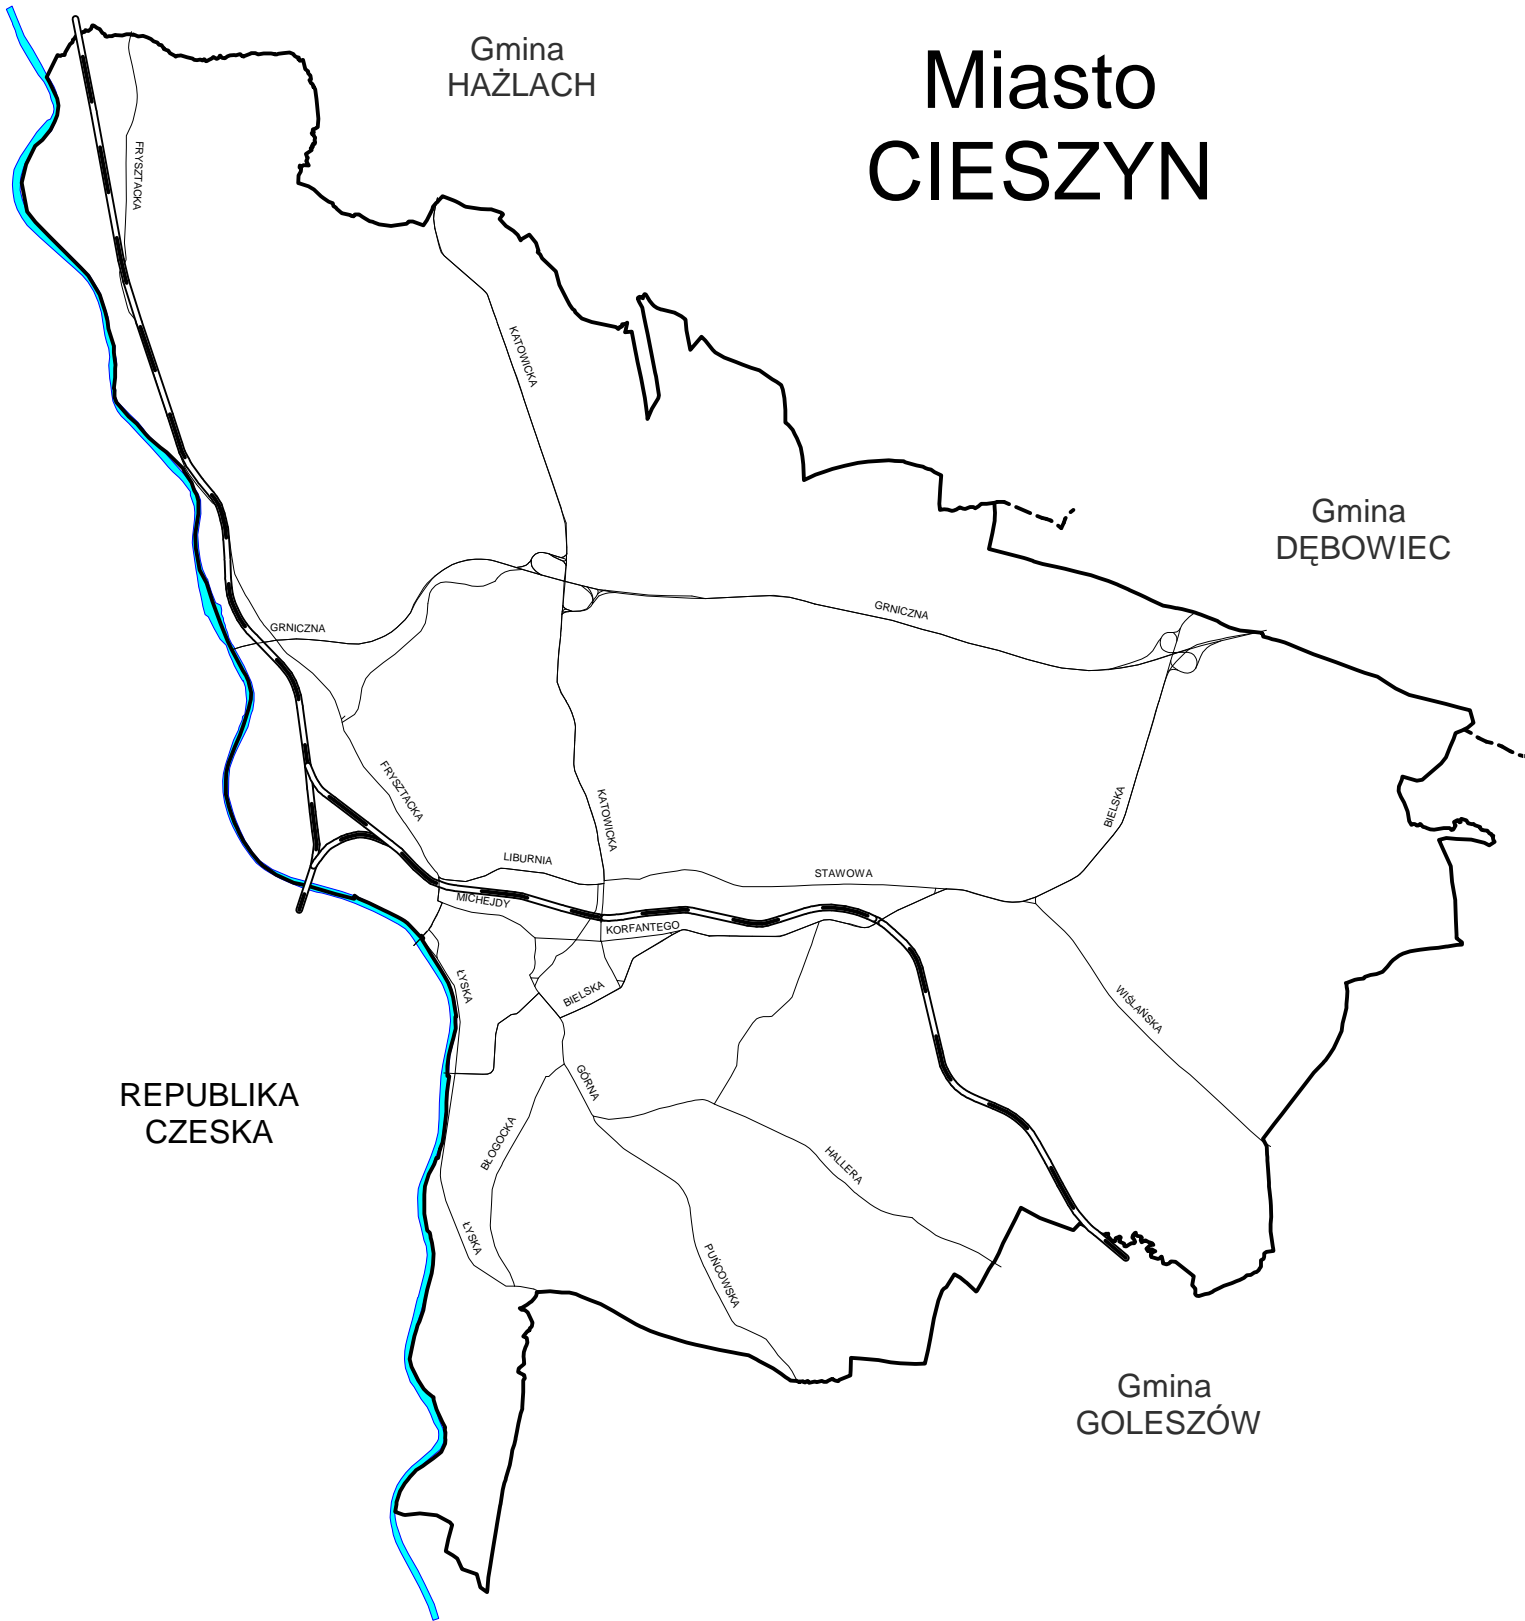 Gmina
HAŻLACH
Miasto
CIESZYN
FRYSZTACKA
KATOWICKA
Gmina
DĘBOWIEC
GRNICZNA
GRNICZNA
FRYSZTACKA
KATOWICKA
BIELSKA
LIBURNIA
STAWOWA
MICHEJDY
KORFANTEGO
ŁYSKA
BIELSKA
WIŚLAŃSKA
REPUBLIKA
CZESKA
GÓRNA
BŁOGOCKA
HALLERA
ŁYSKA
PUŃCOWSKA
Gmina
GOLESZÓW